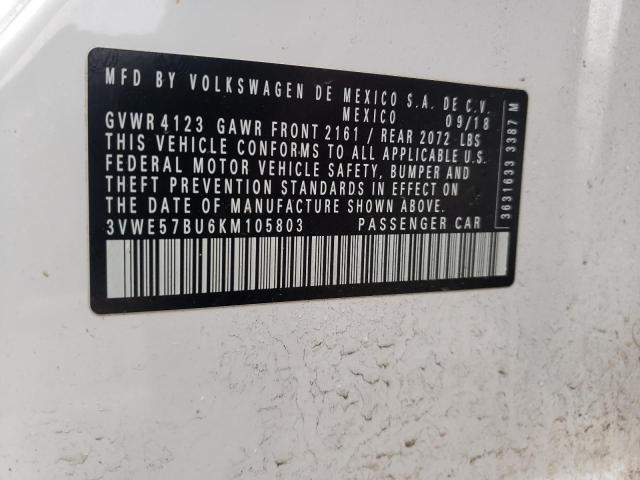 MFD BY VOLKSWAGEN DE MEXICO S.A. DE C.V.
MEXICO 09/18
GVWR 4123 GAWR FRONT 2161 / REAR 2072 LBS
THIS VEHICLE CONFORMS TO ALL APPLICABLE U.S.
FEDERAL MOTOR VEHICLE SAFETY, BUMPER AND
THEFT PREVENTION STANDARDS IN EFFECT ON
THE DATE OF MANUFACTURE SHOWN ABOVE.
3VWE57BU6KM105803 PASSENGER CAR
3631633 3387 M